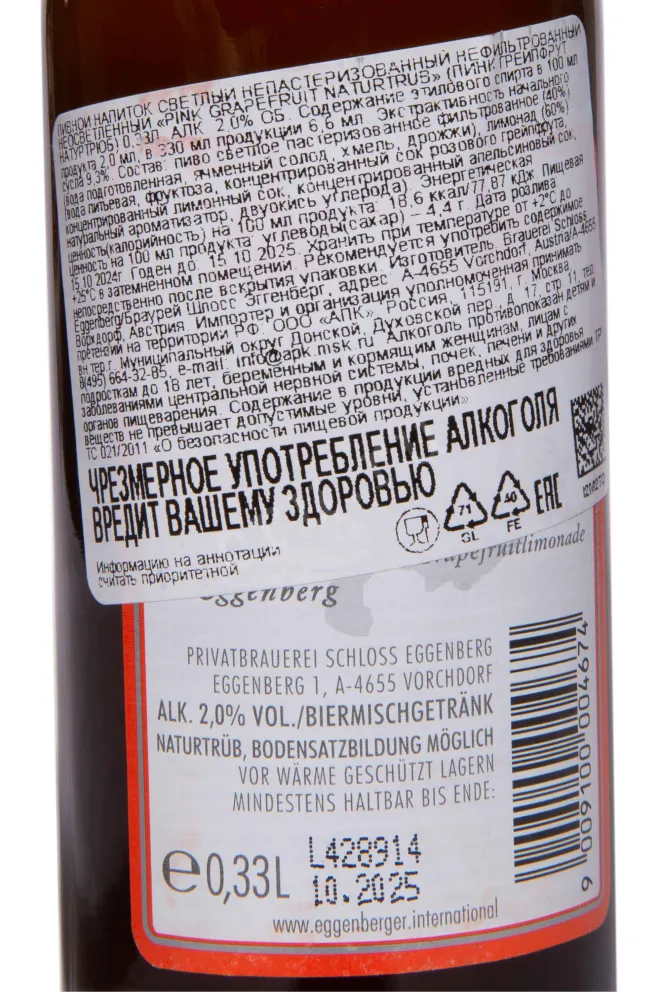 ПИВНОЙ НАПИТОК СВЕТЛЫЙ НЕПАСТЕРИЗОВАННЫЙ НЕФИЛЬТРОВАННЫЙ
НЕОСВЕТЛЕННЫЙ «PINK GRAPEFRUIT NATURTRUB» (ПИНК ГРЕЙПФРУТ
НАТУРТРЮБ) 0,33Л. АЛК. 2,0% ОБ. Содержание этилового спирта в 100 мл
продукта 2,0 мл, в 330 мл продукции 6,6 мл. Экстрактивность начального
сусла 9,3%. Состав: пиво светлое пастеризованное фильтрованное (40%)
(вода подготовленная, ячменный солод, хмель, дрожжи), лимонад (60%)
(вода питьевая, фруктоза, концентрированный сок розового грейпфрута,
концентрированный лимонный сок, концентрированный апельсиновый сок,
натуральный ароматизатор, двуокись углерода). Энергетическая
ценность(калорийность) на 100 мл продукта: 18,6 ккал/77,87 кДж. Пищевая
ценность на 100 мл продукта: углеводы(сахар) – 4,4 г. Дата розлива
15.10.2024г. Годен до: 15.10.2025. Хранить при температуре от +2°С до
+25°С в затемненном помещении. Рекомендуется употребить содержимое
непосредственно после вскрытия упаковки. Изготовитель: Brauerei Schloss
Eggenberg/Браурей Шлосс Эггенберг, адрес: A-4655 Vorchdorf, Austria/А-4655
Ворхдорф, Австрия. Импортер и организация уполномоченная принимать
претензий на территории РФ: ООО «АПК», Россия, 115191, г. Москва,
вн.тер.г. Муниципальный округ Донской, Духовской пер, д. 17, стр. 11, тел.
8(495) 664-32-85, e-mail: info@apk.msk.ru. Алкоголь противопоказан детям и
подросткам до 18 лет, беременным и кормящим женщинам, лицам с
заболеваниями центральной нервной системы, почек, печени и других
органов пищеварения. Содержание в продукции вредных для здоровья
веществ не превышает допустимые уровни, установленные требованиями ТР
ТС 021/2011 «О безопасности пищевой продукции»
ЧРЕЗМЕРНОЕ УПОТРЕБЛЕНИЕ АЛКОГОЛЯ
ВРЕДИТ ВАШЕМУ ЗДОРОВЬЮ
71
GL
40
FE
EAC
Информацию на аннотации
считать приоритетной
Grapefruitlimonade
Eggenberg
PRIVATBRAUEREI SCHLOSS EGGENBERG
EGGENBERG 1, A-4655 VORCHDORF
ALK. 2,0% VOL./BIERMISCHGETRÄNK
NATURTRÜB, BODENSATZBILDUNG MÖGLICH
VOR WÄRME GESCHÜTZT LAGERN
MINDESTENS HALTBAR BIS ENDE:
e 0,33L
L428914
10.2025
www.eggenberger.international
9 009100 004674